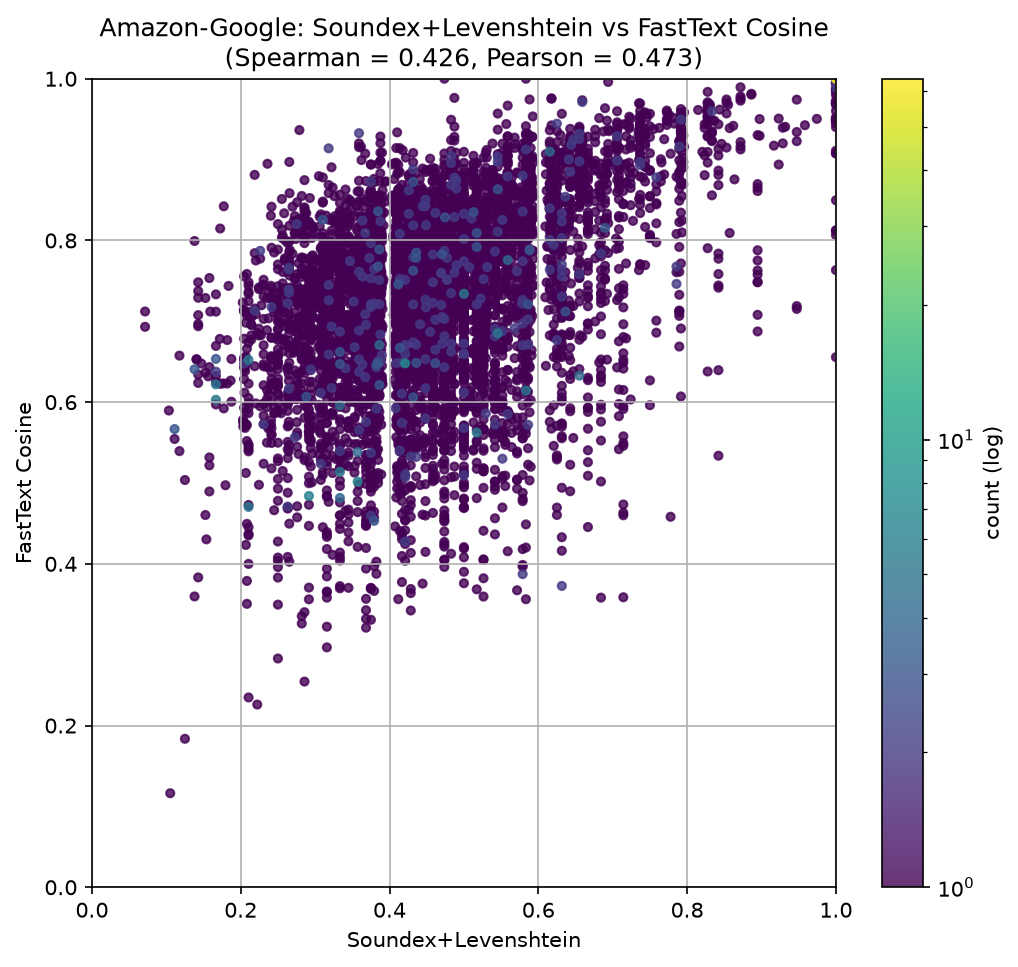 Amazon-Google: Soundex+Levenshtein vs FastText Cosine
(Spearman = 0.426, Pearson = 0.473)
1.0
0.8
0.6
0.4
0.2
0.0
FastText Cosine
0.0 0.2 0.4 0.6 0.8 1.0
Soundex+Levenshtein
10¹
10⁰
count (log)